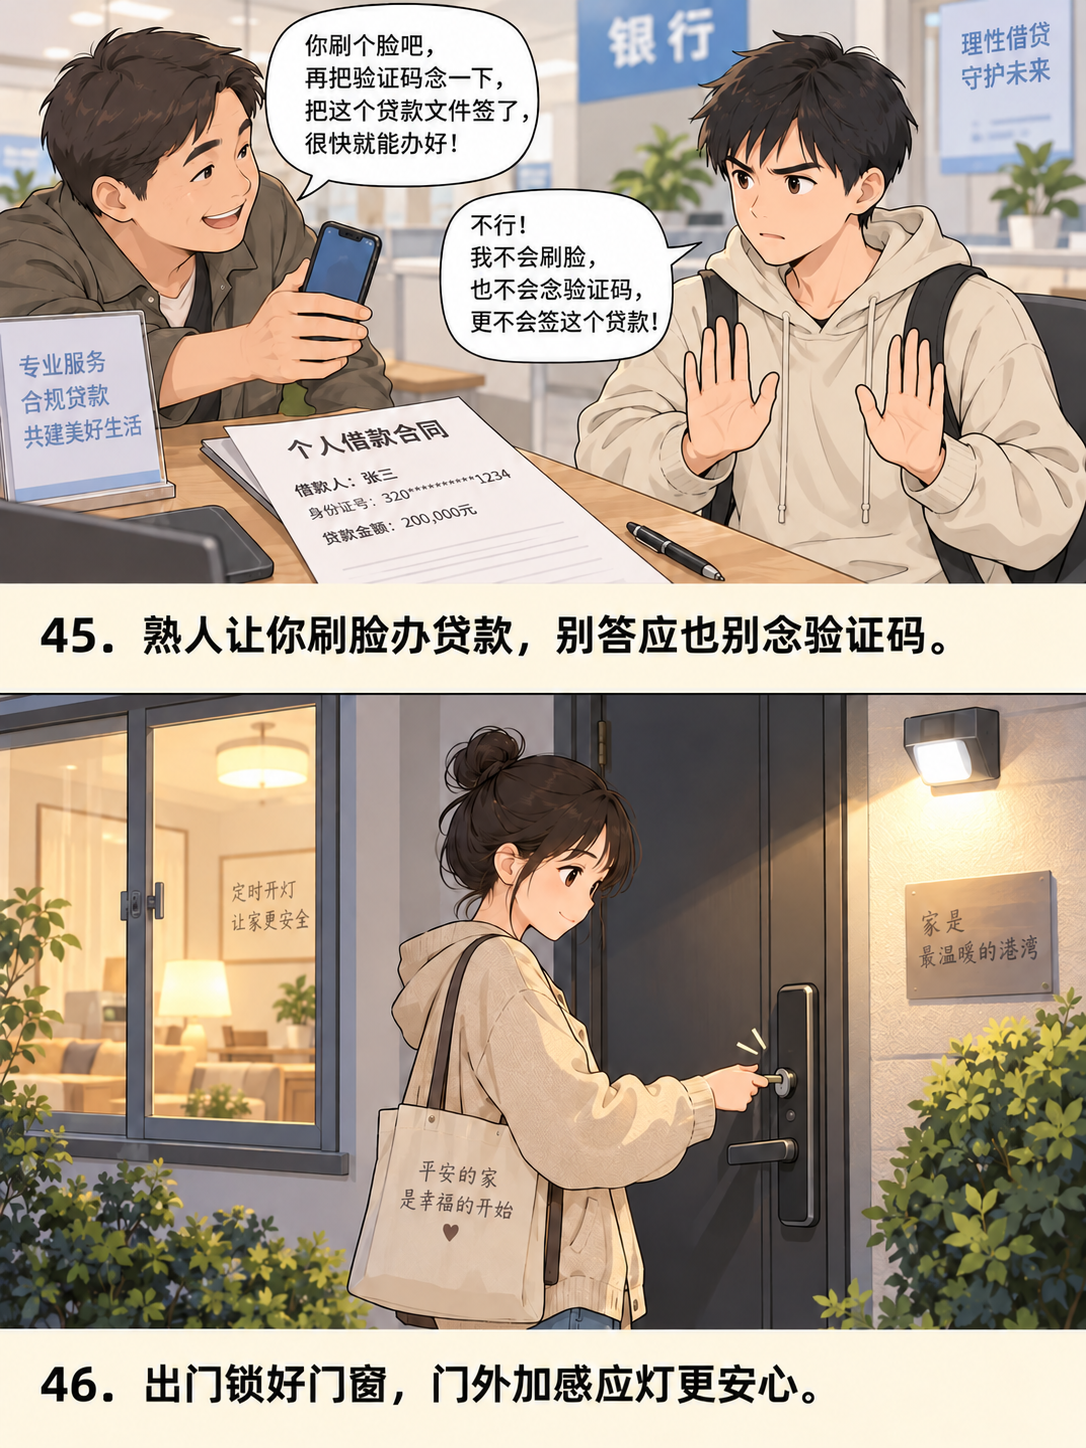 你刷个脸吧，
再把验证码念一下，
把这个贷款文件签了，
很快就能办好！
银行
理性借贷
守护未来
不行！
我不会刷脸，
也不会念验证码，
更不会签这个贷款！
专业服务
合规贷款
共建美好生活
个人借款合同
借款人：张三
身份证号：320***********1234
贷款金额：200,000元
45. 熟人让你刷脸办贷款，别答应也别念验证码。
定时开灯
让家更安全
家是
最温暖的港湾
平安的家
是幸福的开始
46. 出门锁好门窗，门外加感应灯更安心。